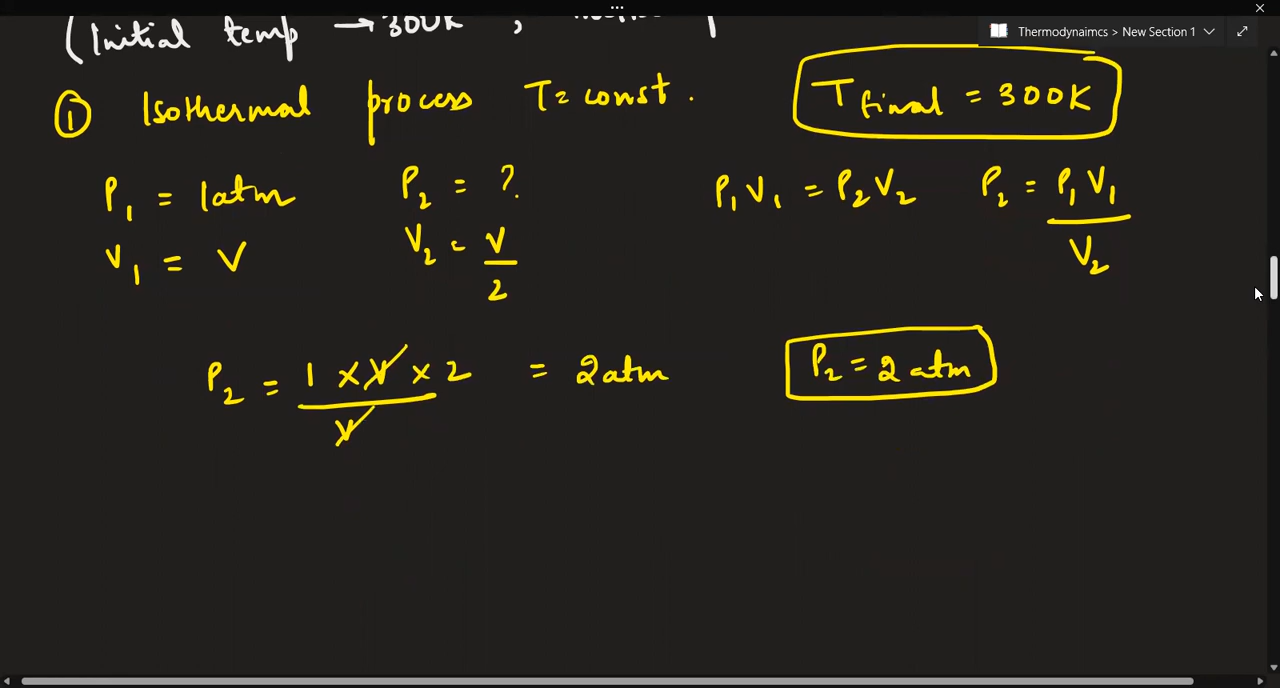 Thermodynaimcs > New Section 1
(Initial temp → 300K ,
① Isothermal process T = const. T final = 300K
P₁ = 1atm P₂ = ? P₁V₁ = P₂V₂ P₂ = P₁V₁ / V₂
V₁ = V V₂ = V/2
P₂ = 1 × V × 2 / V = 2atm P₂ = 2 atm